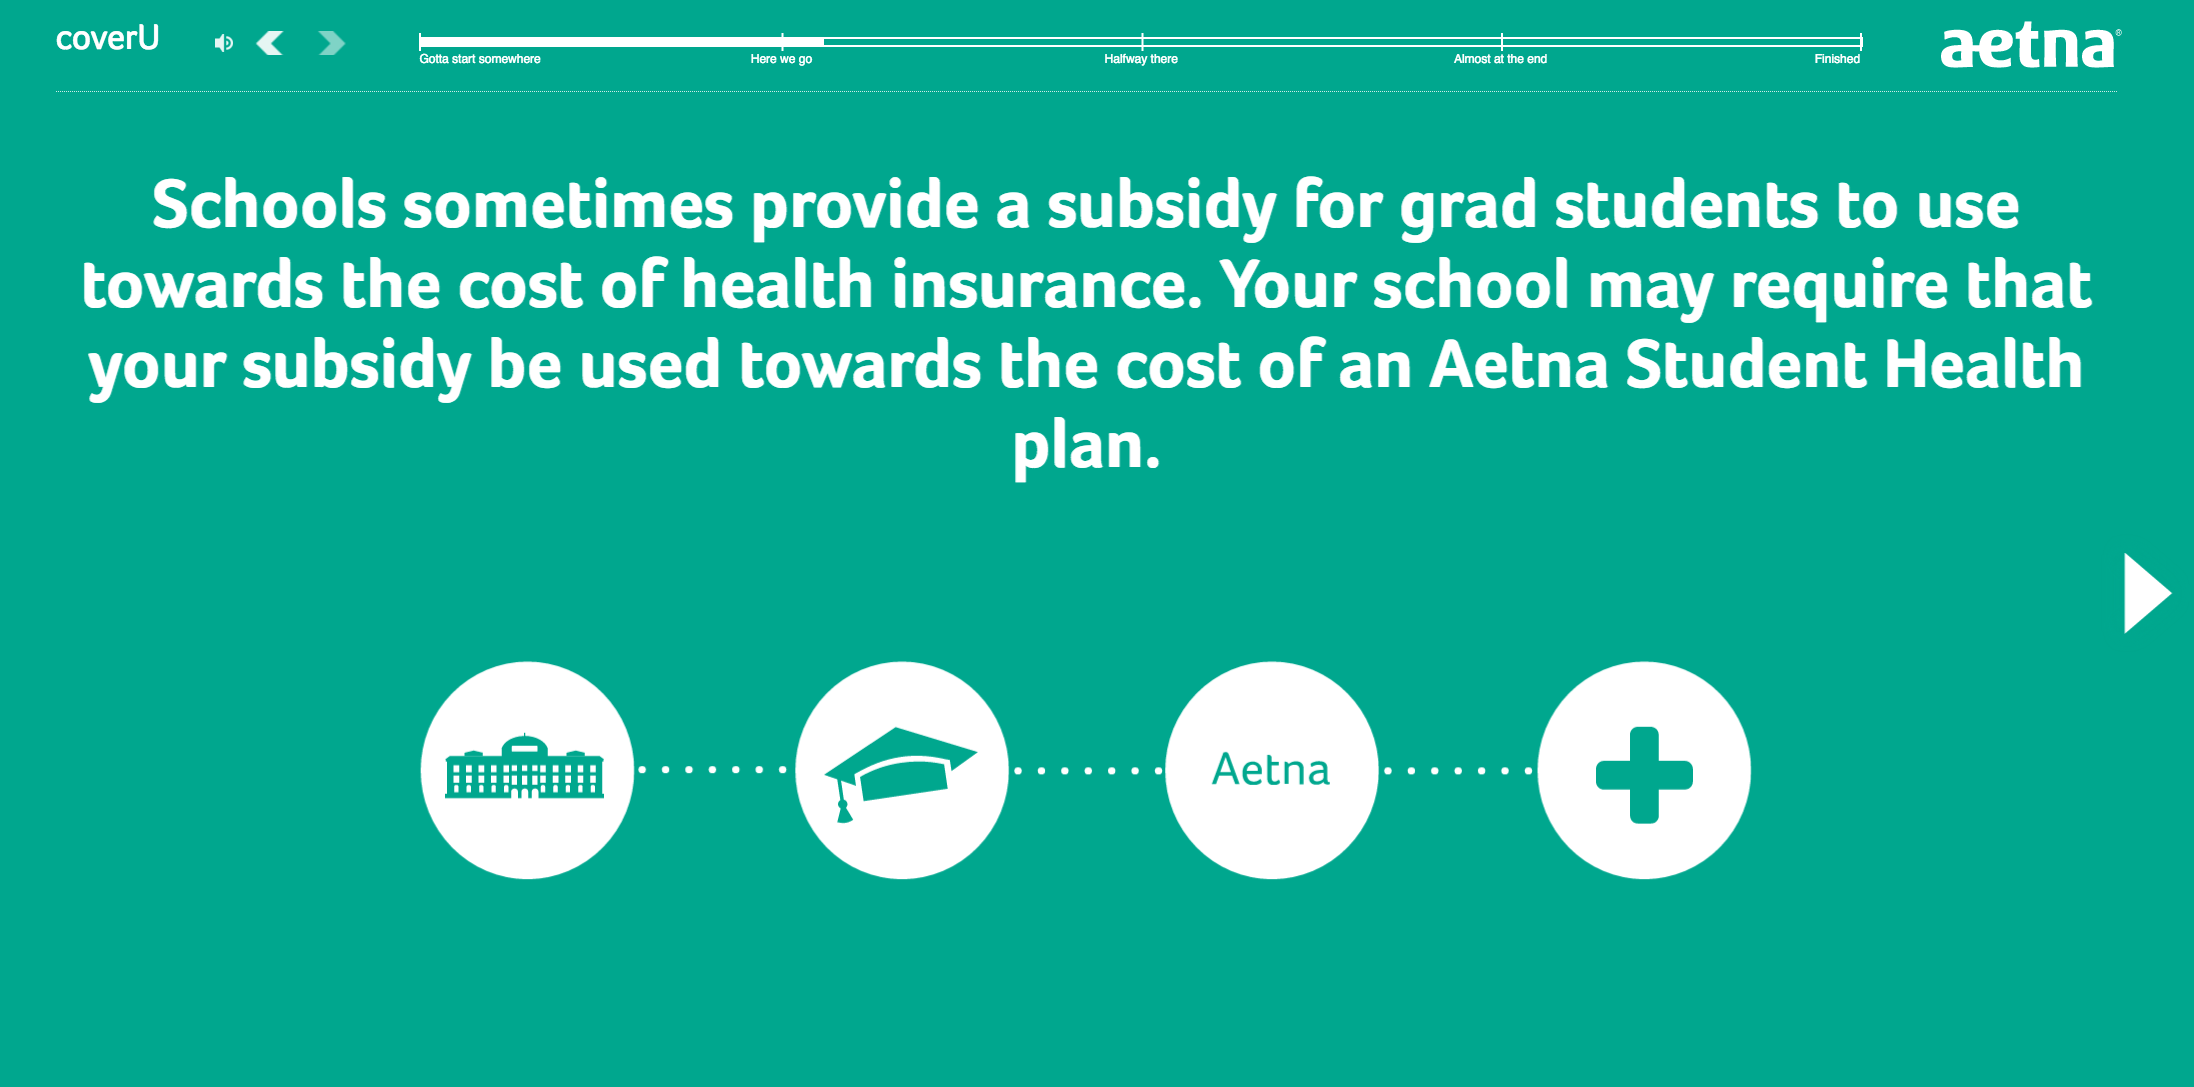 coverU
Gotta start somewhere
Here we go
Halfway there
Almost at the end
Finished
aetna®
Schools sometimes provide a subsidy for grad students to use
towards the cost of health insurance. Your school may require that
your subsidy be used towards the cost of an Aetna Student Health
plan.
Aetna